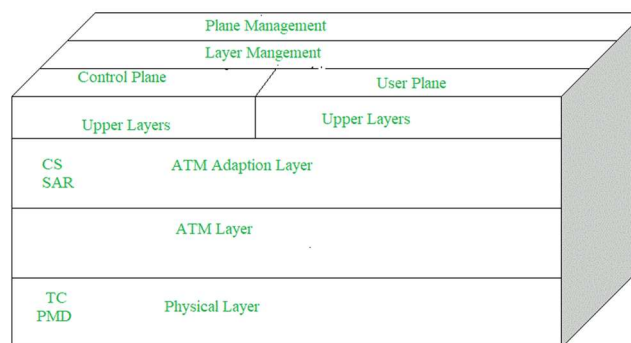 Plane Management
Layer Mangement
Control Plane
User Plane
Upper Layers
Upper Layers
CS
SAR
ATM Adaption Layer
ATM Layer
TC
PMD
Physical Layer